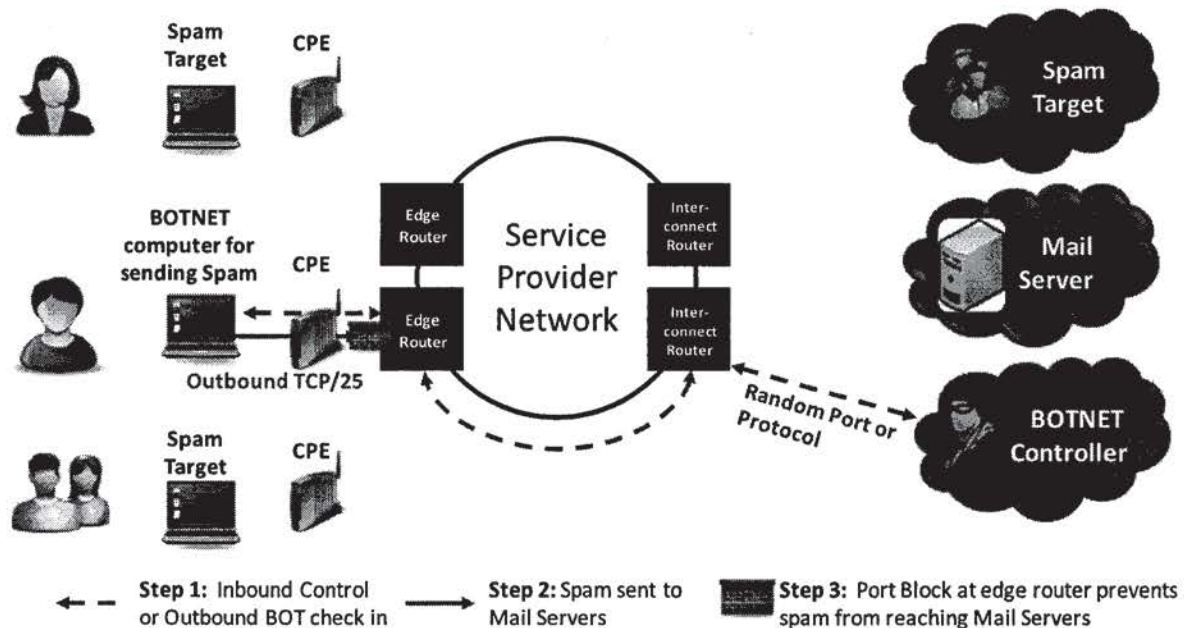 Spam
Target
CPE
Spam
Target
BOTNET
computer for
sending Spam
CPE
Edge
Router
Inter-
connect
Router
Service
Provider
Network
Mail
Server
Edge
Router
Inter-
connect
Router
Outbound TCP/25
Random Port or
Protocol
BOTNET
Controller
Spam
Target
CPE
Step 1: Inbound Control
or Outbound BOT check in
Step 2: Spam sent to
Mail Servers
Step 3: Port Block at edge router prevents
spam from reaching Mail Servers